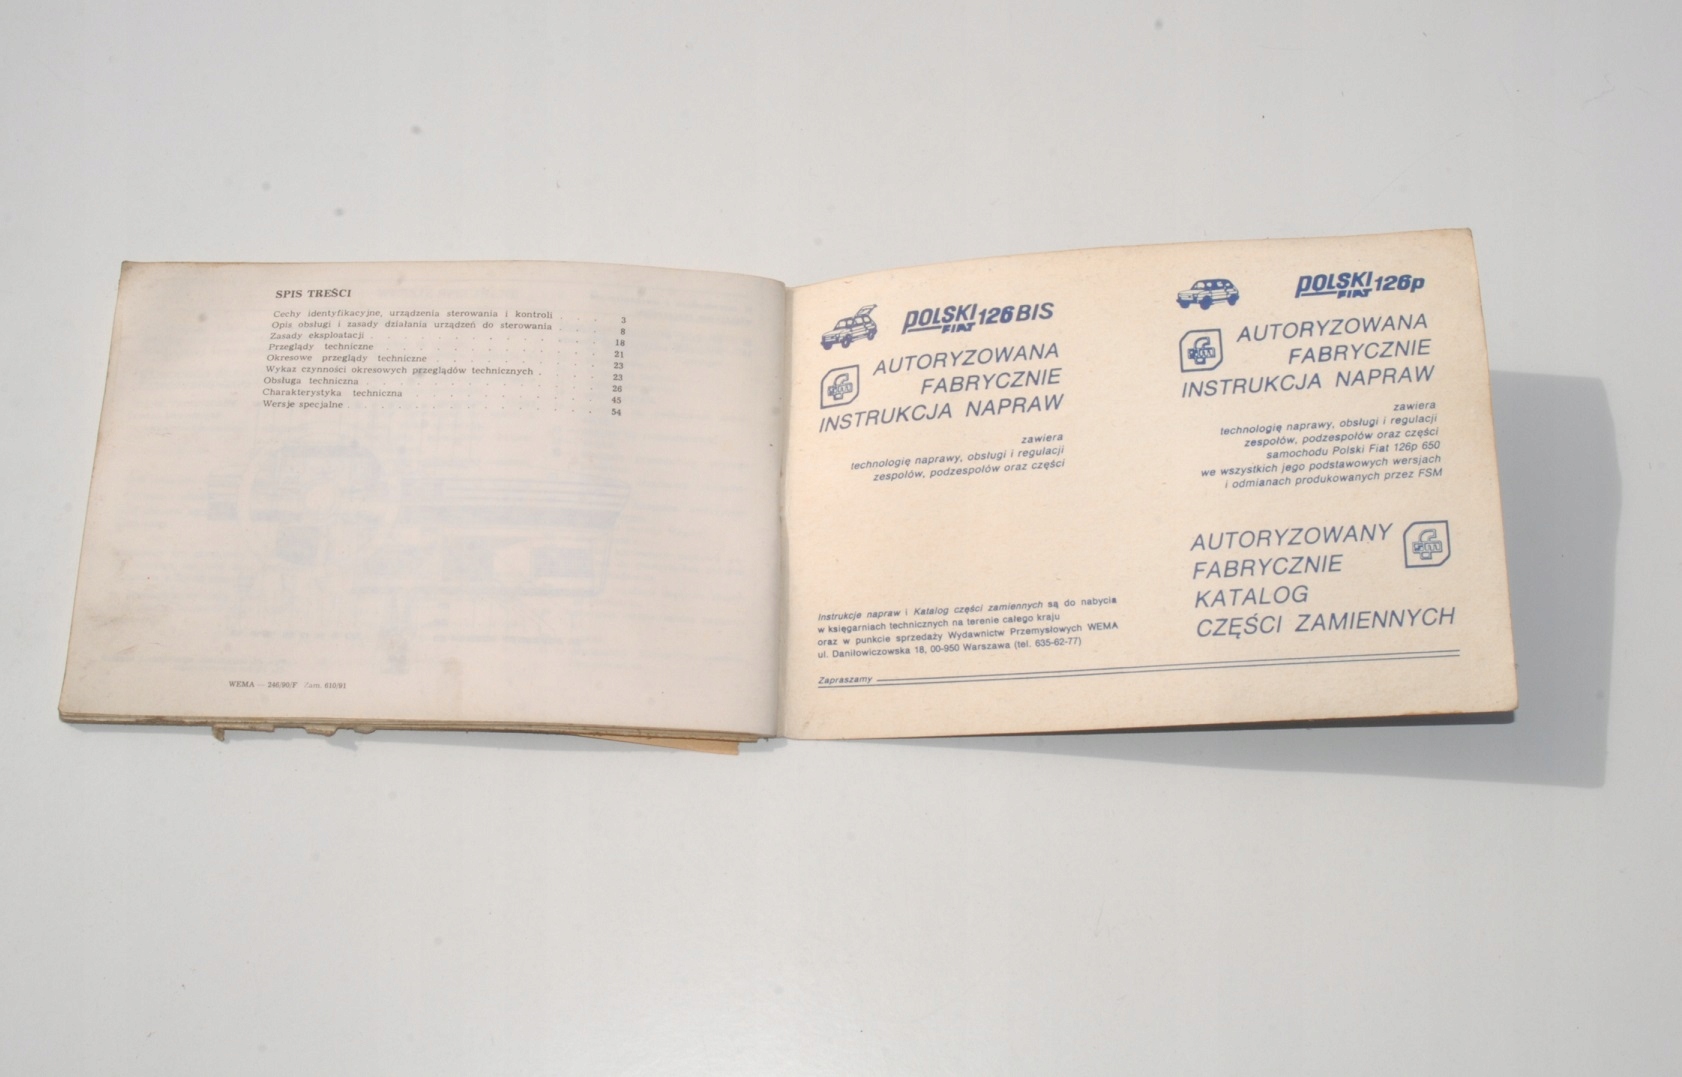 SPIS TREŚCI
Cechy identyfikacyjne, urządzenia sterowania i kontroli . . . 3
Opis obsługi i zasady działania urządzeń do sterowania . . . 8
Zasady eksploatacji . . . 18
Przeglądy techniczne . . . 21
Okresowe przeglądy techniczne . . . 23
Wykaz czynności okresowych przeglądów technicznych . . . 23
Obsługa techniczna . . . 26
Charakterystyka techniczna . . . 45
Wersje specjalne . . . 54
WEMA — 246/90/F Zam. 610/91
POLSKI FIAT 126 BIS
AUTORYZOWANA
FABRYCZNIE
INSTRUKCJA NAPRAW
zawiera
technologię naprawy, obsługi i regulacji
zespołów, podzespołów oraz części
Instrukcje napraw i Katalog części zamiennych są do nabycia
w księgarniach technicznych na terenie całego kraju
oraz w punkcie sprzedaży Wydawnictw Przemysłowych WEMA
ul. Daniłowiczowska 18, 00-950 Warszawa (tel. 635-62-77)
Zapraszamy
POLSKI FIAT 126p
AUTORYZOWANA
FABRYCZNIE
INSTRUKCJA NAPRAW
zawiera
technologię naprawy, obsługi i regulacji
zespołów, podzespołów oraz części
samochodu Polski Fiat 126p 650
we wszystkich jego podstawowych wersjach
i odmianach produkowanych przez FSM
AUTORYZOWANY
FABRYCZNIE
KATALOG
CZĘŚCI ZAMIENNYCH